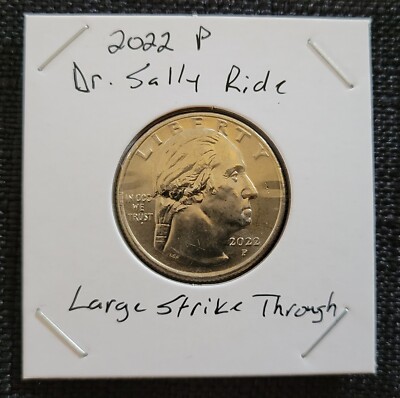 2022 P
Dr. Sally Ride
LIBERTY
IN GOD
WE
TRUST
2022
P
Large Strike Through